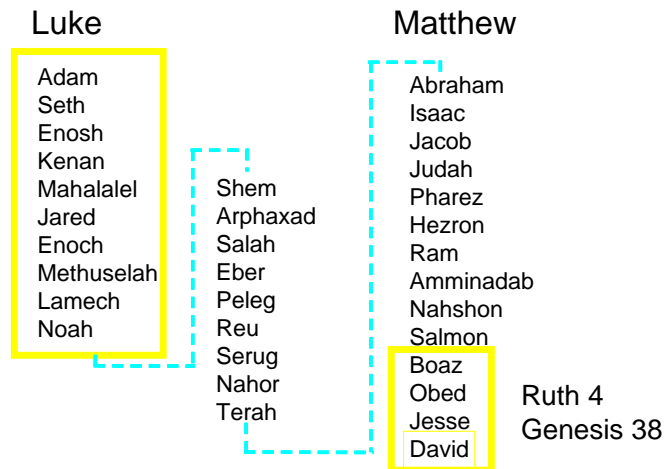 Luke
Adam
Seth
Enosh
Kenan
Mahalalel
Jared
Enoch
Methuselah
Lamech
Noah
Shem
Arphaxad
Salah
Eber
Peleg
Reu
Serug
Nahor
Terah
Matthew
Abraham
Isaac
Jacob
Judah
Pharez
Hezron
Ram
Amminadab
Nahshon
Salmon
Boaz
Obed
Jesse
David
Ruth 4
Genesis 38